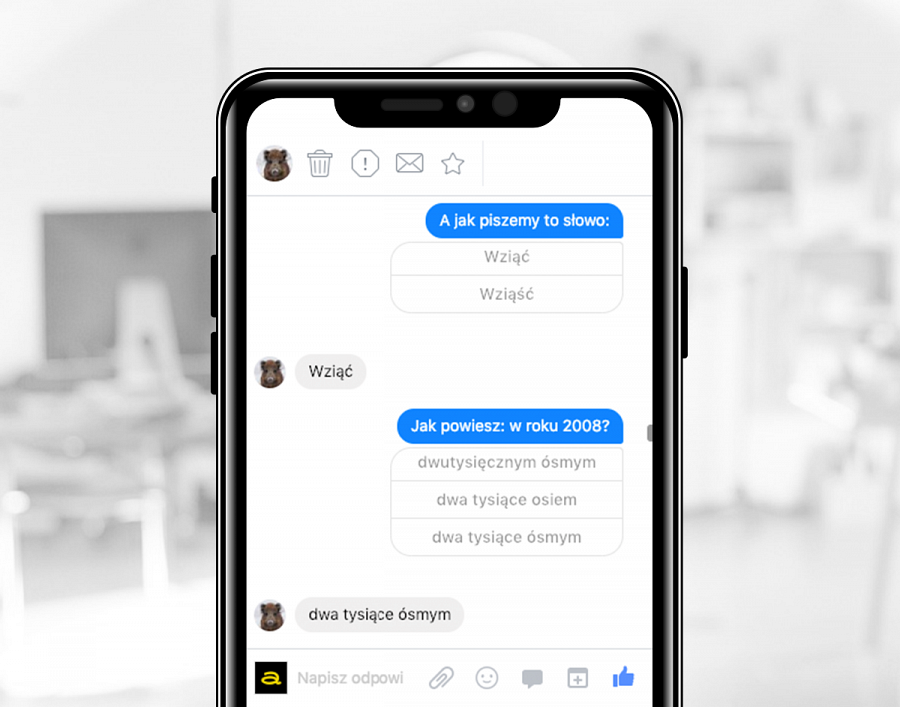 A jak piszemy to słowo:
Wziąć
Wziąść
Wziąć
Jak powiesz: w roku 2008?
dwutysięcznym ósmym
dwa tysiące osiem
dwa tysiące ósmym
dwa tysiące ósmym
a
Napisz odpowi